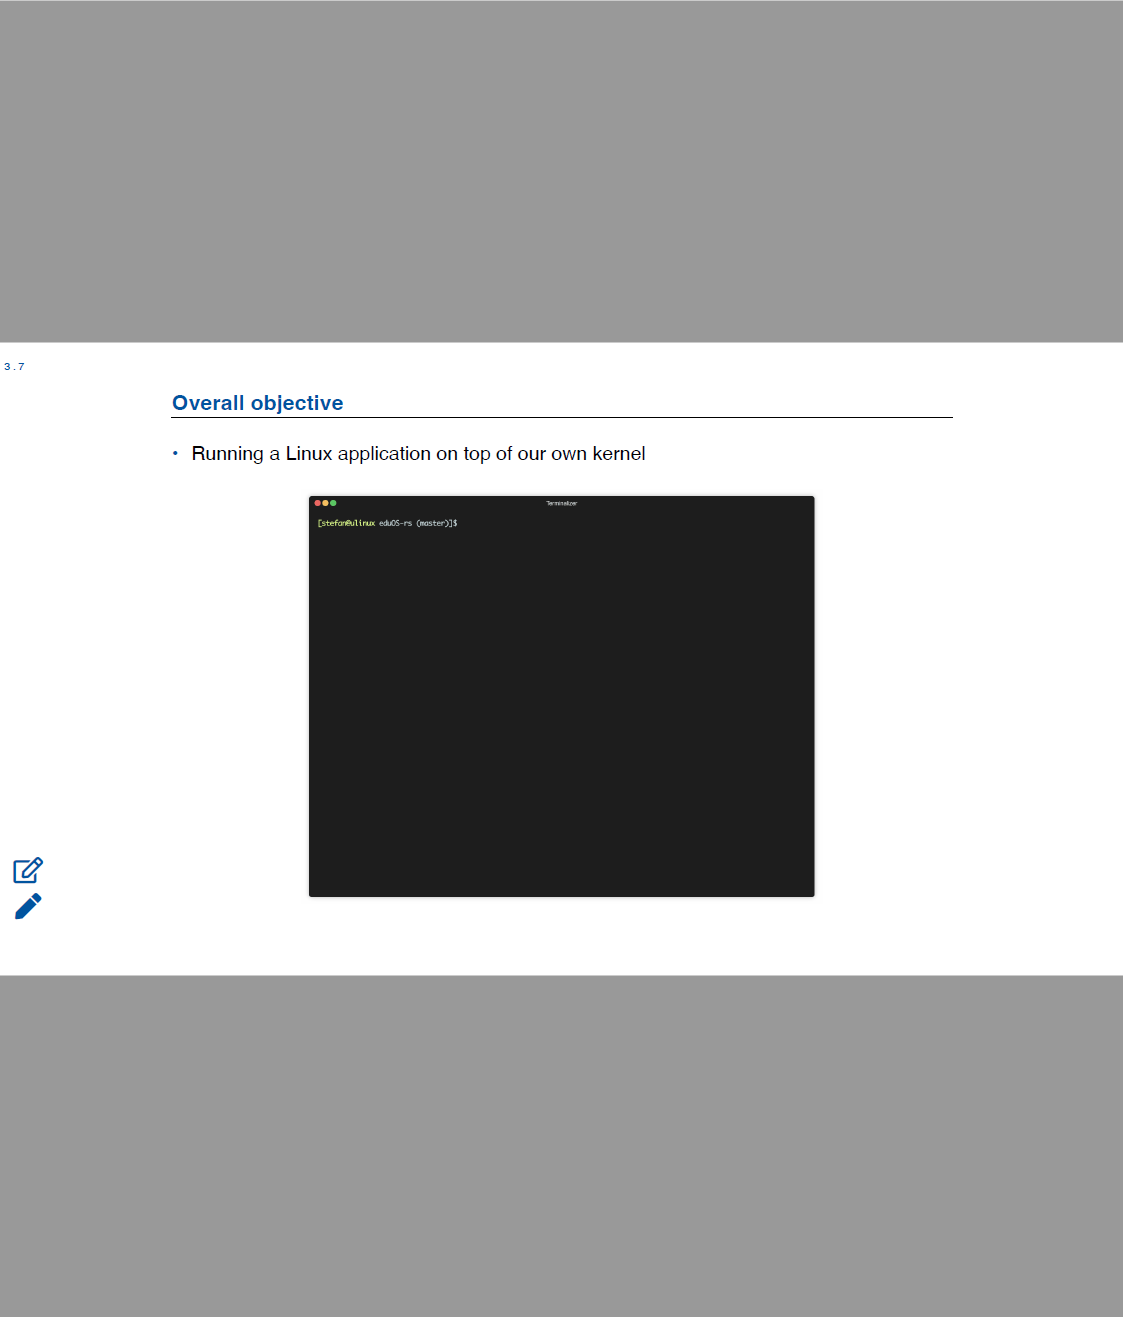 3.7
Overall objective
• Running a Linux application on top of our own kernel
Terminalizer
[stefan@ulinux eduOS-rs (master)]$